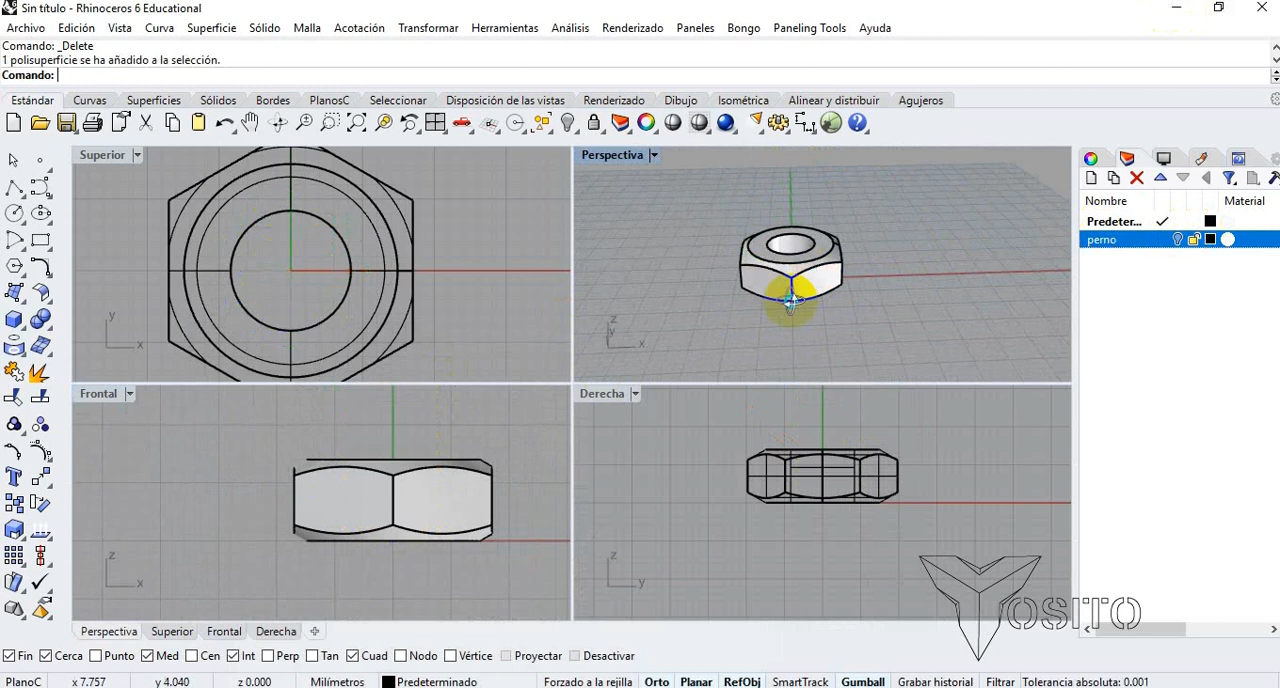 Sin título - Rhinoceros 6 Educational
Archivo Edición Vista Curva Superficie Sólido Malla Acotación Transformar Herramientas Análisis Renderizado Paneles Bongo Paneling Tools Ayuda
Comando: _Delete
1 polisuperficie se ha añadido a la selección.
Comando:
Estándar Curvas Superficies Sólidos Bordes PlanosC Seleccionar Disposición de las vistas Renderizado Dibujo Isométrica Alinear y distribuir Agujeros
Superior
Perspectiva
Nombre Material
Predeter...
perno
y
x
z
y
x
Frontal
Derecha
z
x
z
y
YOSITO
Perspectiva Superior Frontal Derecha
Fin Cerca Punto Med Cen Int Perp Tan Cuad Nodo Vértice Proyectar Desactivar
PlanoC x 7.757 y 4.040 z 0.000 Milímetros Predeterminado Forzado a la rejilla Orto Planar RefObj SmartTrack Gumball Grabar historial Filtrar Tolerancia absoluta: 0.001